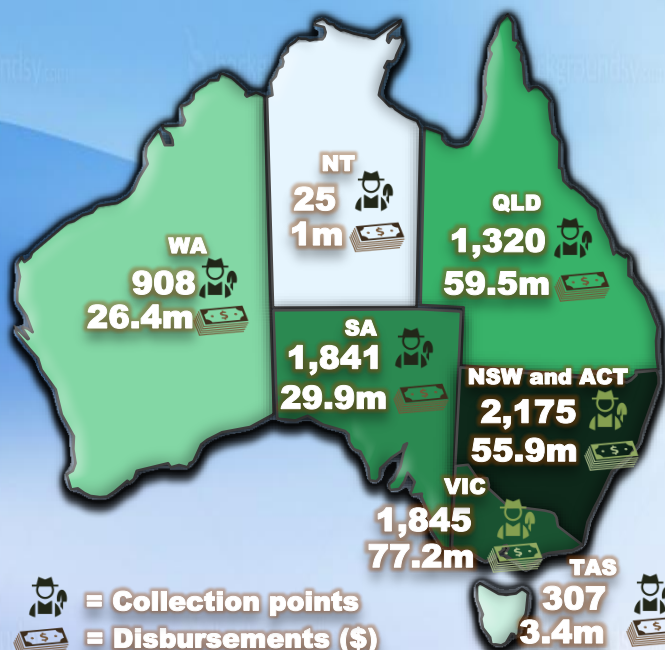 NT
25
1m
QLD
1,320
59.5m
WA
908
26.4m
SA
1,841
29.9m
NSW and ACT
2,175
55.9m
VIC
1,845
77.2m
TAS
307
3.4m
= Collection points
= Disbursements ($)